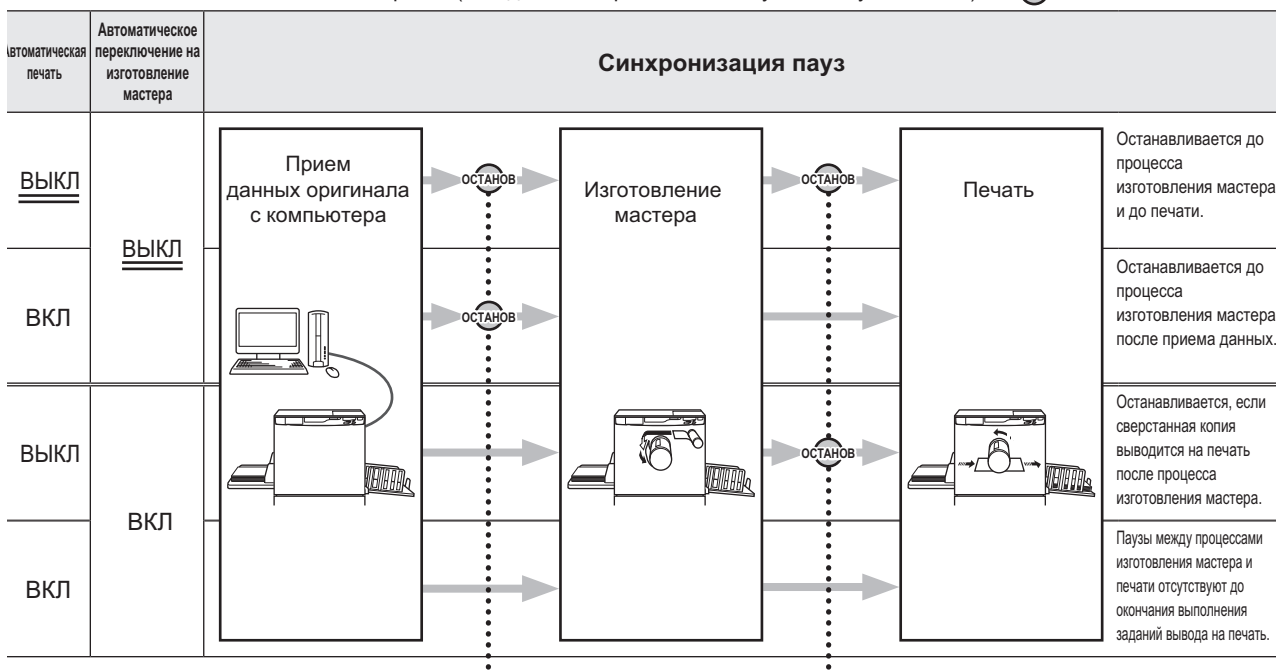 Автоматическая
печать
Автоматическое
переключение на
изготовление
мастера
Синхронизация пауз
ВЫКЛ
ВЫКЛ
Прием
данных оригинала
с компьютера
ОСТАНОВ
Изготовление
мастера
ОСТАНОВ
Печать
Останавливается до
процесса
изготовления мастера
и до печати.
ВКЛ
ОСТАНОВ
Останавливается до
процесса
изготовления мастера
после приема данных.
ВЫКЛ
ВКЛ
ОСТАНОВ
Останавливается, если
сверстанная копия
выводится на печать
после процесса
изготовления мастера.
ВКЛ
Паузы между процессами
изготовления мастера и
печати отсутствуют до
окончания выполнения
заданий вывода на печать.